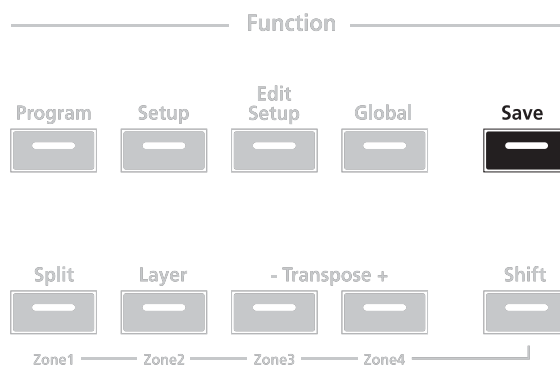 Function
Program Setup Edit Setup Global Save
Split Layer - Transpose + Shift
Zone1 Zone2 Zone3 Zone4